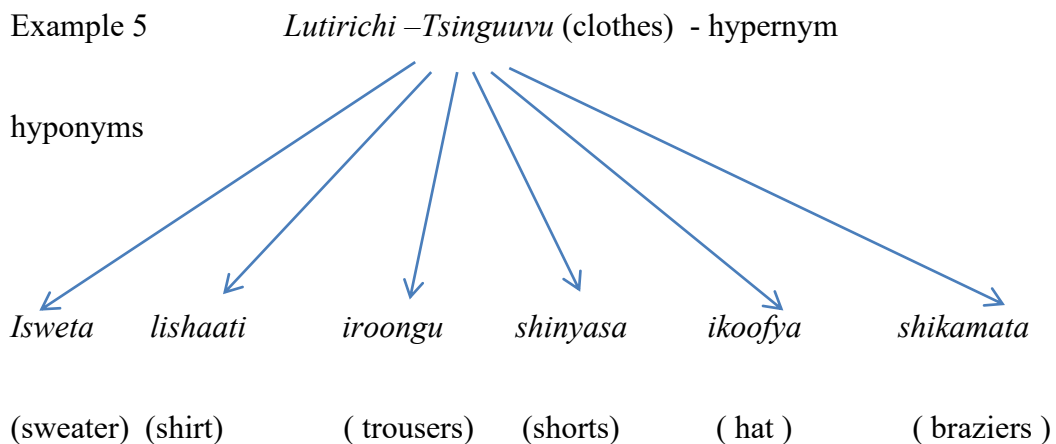 Example 5 Lutirichi –Tsinguuvu (clothes) - hypernym
hyponyms
Isweta lishaati iroongu shinyasa ikoofya shikamata
(sweater) (shirt) ( trousers) (shorts) ( hat ) ( braziers )